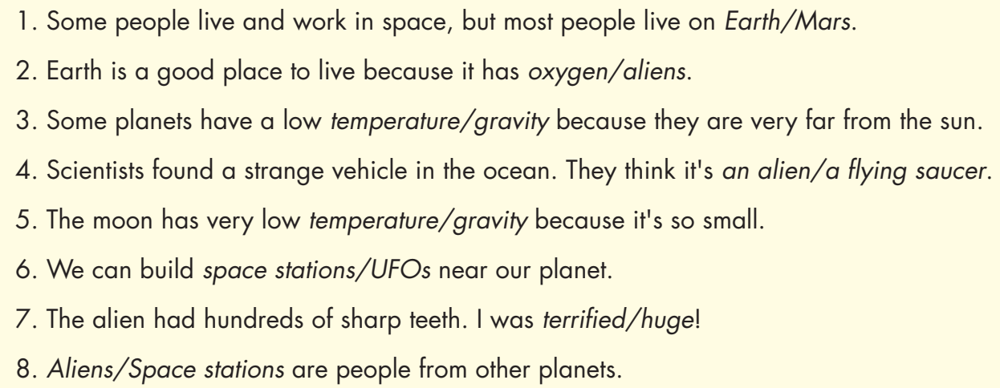 1. Some people live and work in space, but most people live on Earth/Mars.
2. Earth is a good place to live because it has oxygen/aliens.
3. Some planets have a low temperature/gravity because they are very far from the sun.
4. Scientists found a strange vehicle in the ocean. They think it's an alien/a flying saucer.
5. The moon has very low temperature/gravity because it's so small.
6. We can build space stations/UFOs near our planet.
7. The alien had hundreds of sharp teeth. I was terrified/huge!
8. Aliens/Space stations are people from other planets.